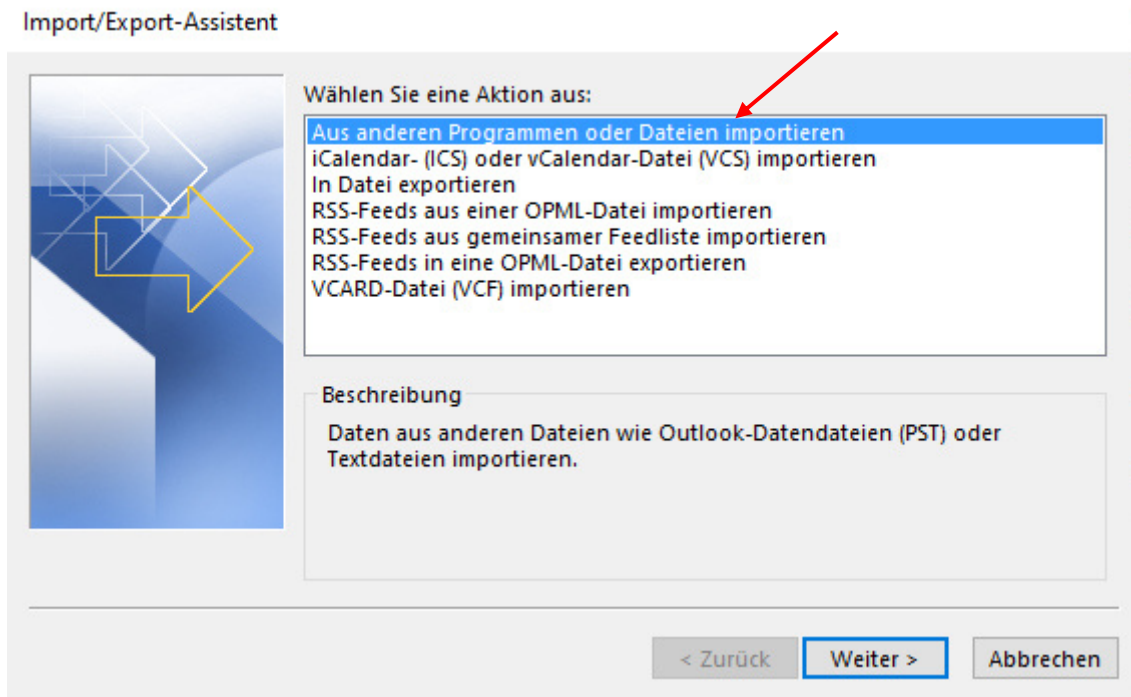 Import/Export-Assistent
Wählen Sie eine Aktion aus:
Aus anderen Programmen oder Dateien importieren
iCalendar- (ICS) oder vCalendar-Datei (VCS) importieren
In Datei exportieren
RSS-Feeds aus einer OPML-Datei importieren
RSS-Feeds aus gemeinsamer Feedliste importieren
RSS-Feeds in eine OPML-Datei exportieren
VCARD-Datei (VCF) importieren
Beschreibung
Daten aus anderen Dateien wie Outlook-Datendateien (PST) oder
Textdateien importieren.
< Zurück Weiter > Abbrechen